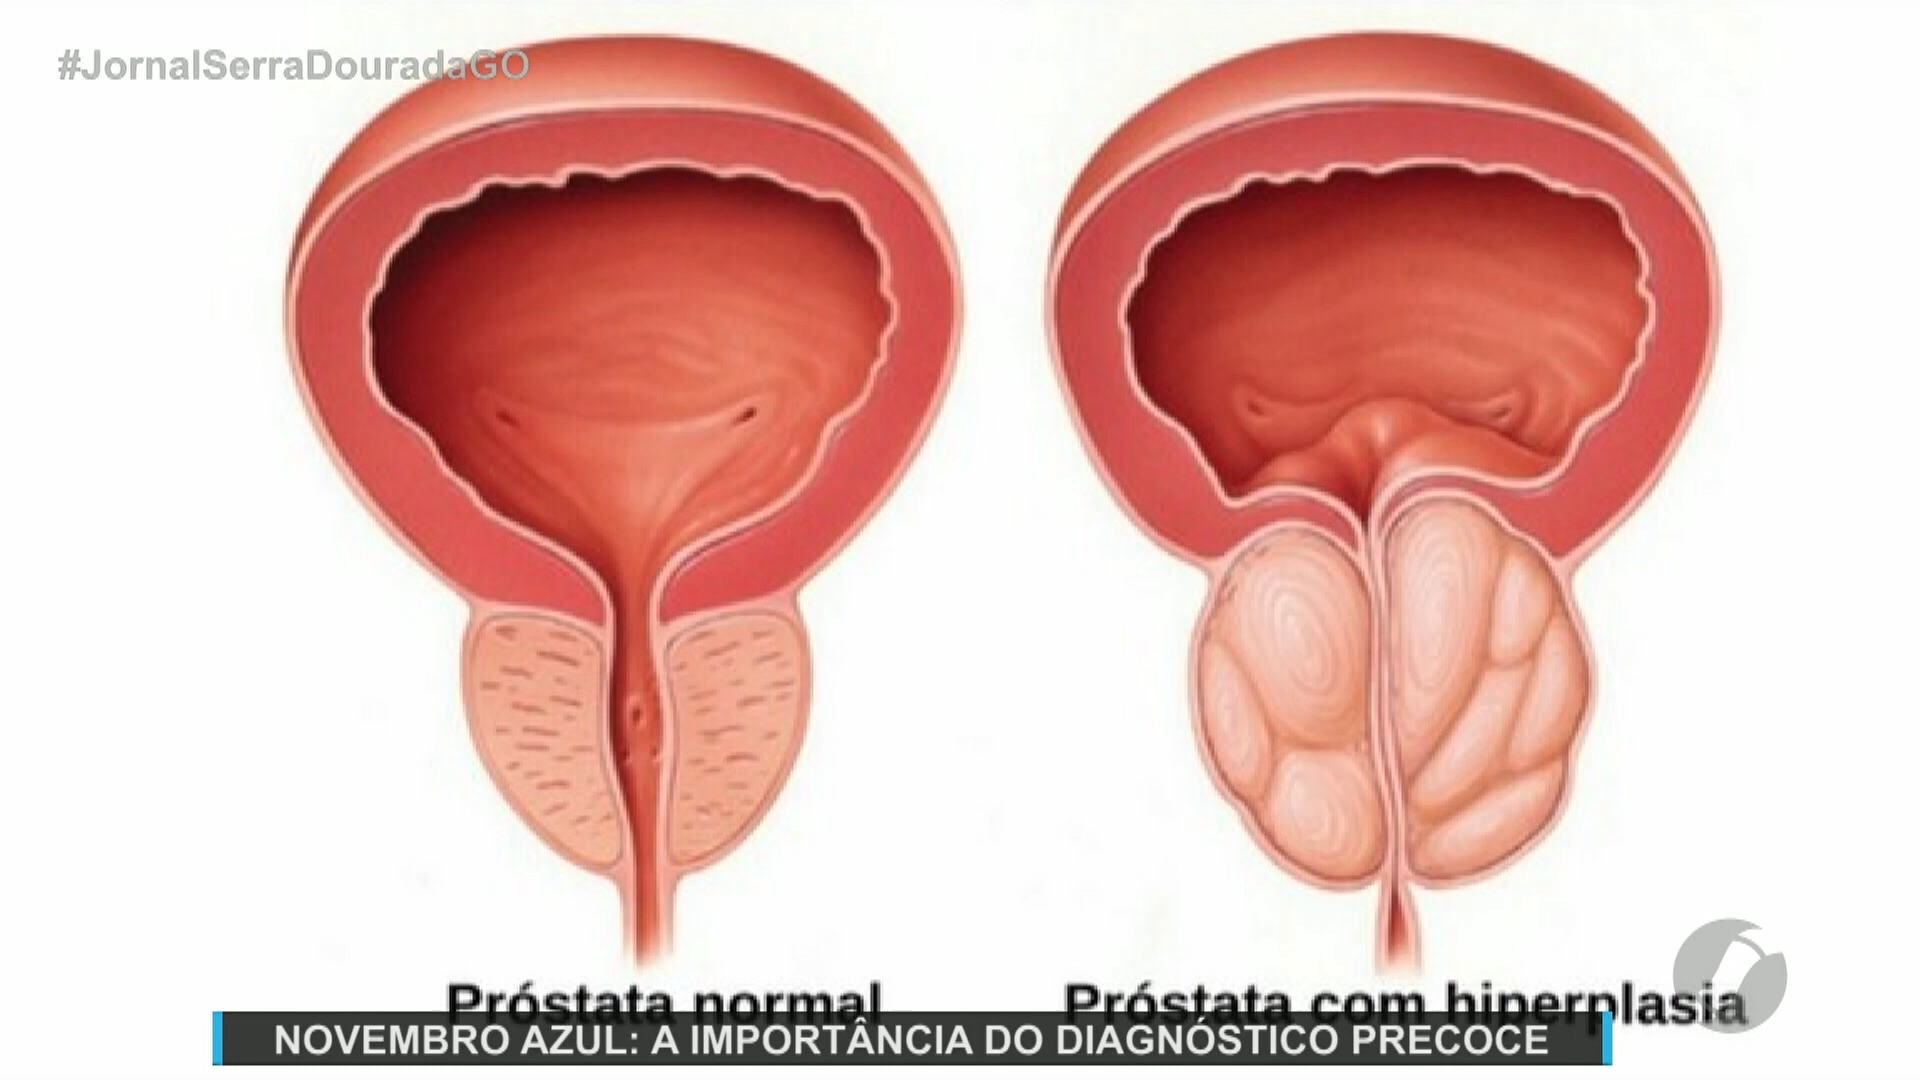 #JornalSerraDouradaGO
Próstata normal
Próstata com hiperplasia
NOVEMBRO AZUL: A IMPORTÂNCIA DO DIAGNÓSTICO PRECOCE